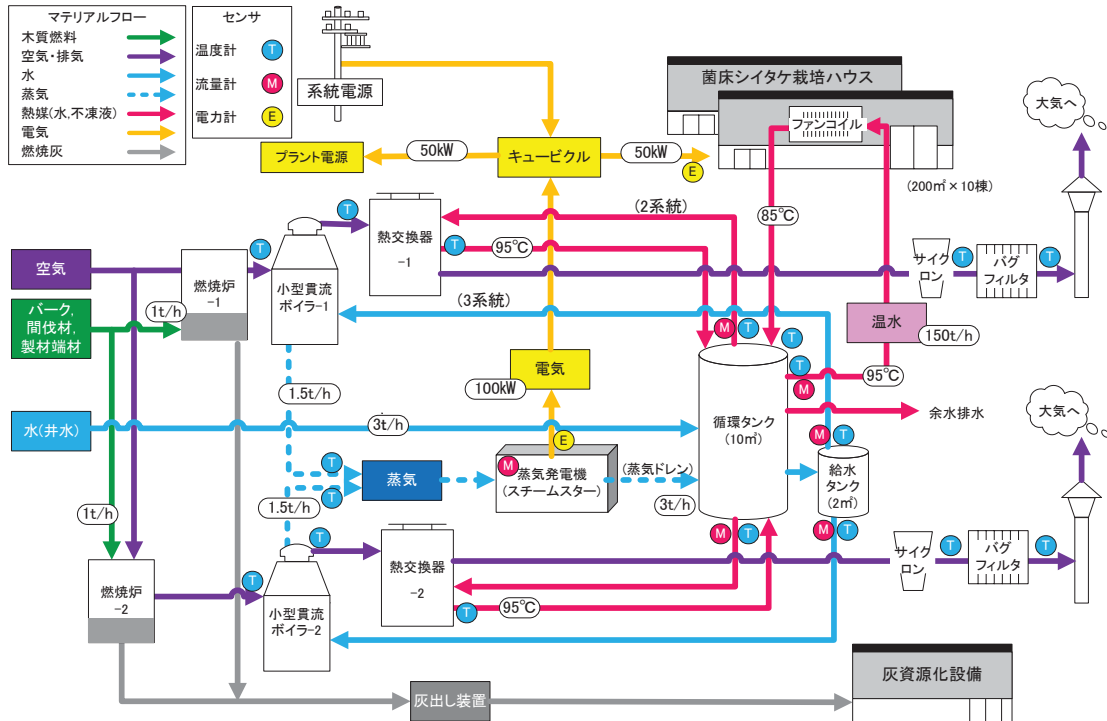 マテリアルフロー
木質燃料
空気・排気
水
蒸気
熱媒(水,不凍液)
電気
燃焼灰
センサ
温度計
T
流量計
M
電力計
E
系統電源
菌床シイタケ栽培ハウス
ファンコイル
(200㎡×10棟)
大気へ
プラント電源
50kW
キュービクル
50kW
E
85℃
T
T
熱交換器
-1
(2系統)
T
95℃
空気
燃焼炉
-1
小型貫流
ボイラ-1
サイク
ロン
T
バグ
フィルタ
T
バーク,
間伐材,
製材端材
1t/h
(3系統)
温水
150t/h
M
T
T
T
M
95℃
電気
100kW
1.5t/h
水(井水)
3t/h
循環タンク
(10㎥)
余水排水
大気へ
E
M
蒸気発電機
(スチームスター)
(蒸気ドレン)
3t/h
T
T
蒸気
M
T
給水
タンク
(2㎥)
1.5t/h
1t/h
T
M
T
M
T
熱交換器
-2
サイク
ロン
T
バグ
フィルタ
T
燃焼炉
-2
T
小型貫流
ボイラ-2
T
95℃
灰出し装置
灰資源化設備